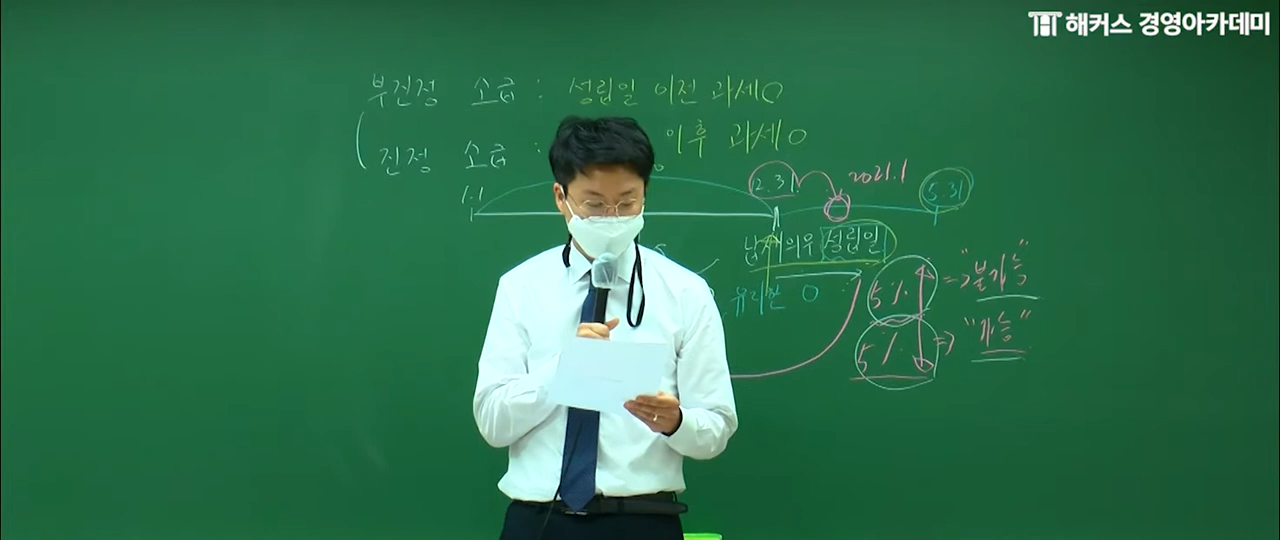 해커스 경영아카데미
부진정 소급 : 성립일 이전 과세O
진정 소급 : 이후 과세O
1.1
12.31
2021.1
5.31
납세의무 성립일
유리한 O
5% => "불가능"
5% => "가능"